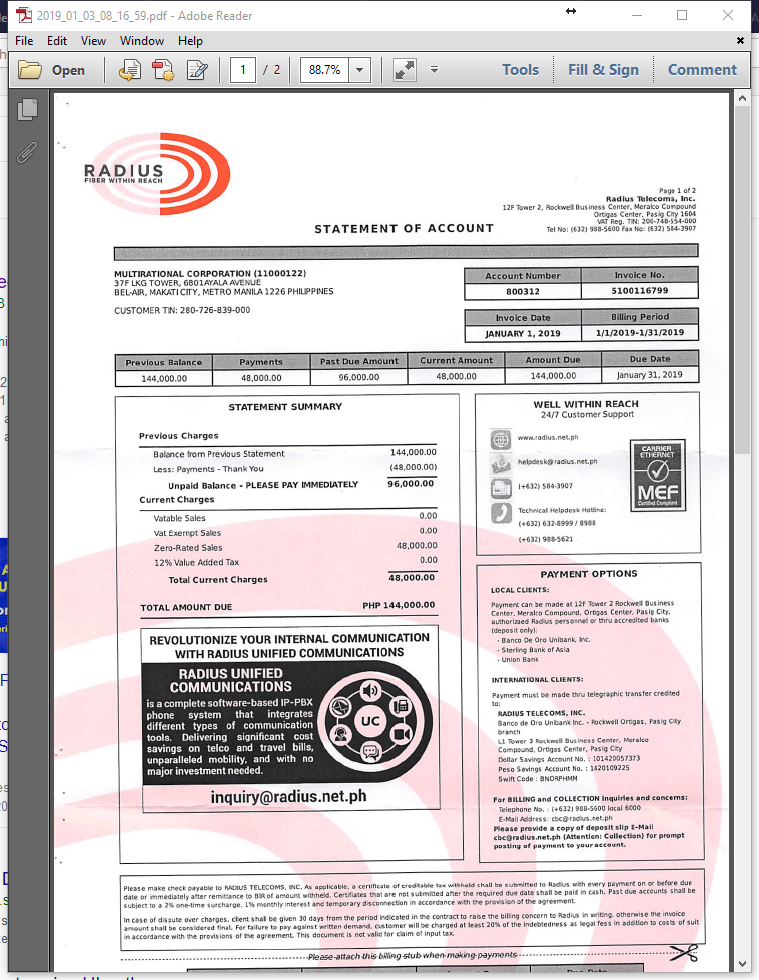 2019_01_03_08_16_59.pdf - Adobe Reader
File Edit View Window Help
Open 1 / 2 88.7% Tools Fill & Sign Comment
RADIUS
FIBER WITHIN REACH
Page 1 of 2
Radius Telecoms, Inc.
12F Tower 2, Rockwell Business Center, Meralco Compound
Ortigas Center, Pasig City 1604
VAT Reg. TIN: 200-748-554-000
Tel No: (632) 988-5600 Fax No: (632) 584-3907
STATEMENT OF ACCOUNT
MULTIRATIONAL CORPORATION (11000122)
37F LKG TOWER, 6801AYALA AVENUE
BEL-AIR, MAKATI CITY, METRO MANILA 1226 PHILIPPINES
CUSTOMER TIN: 280-726-839-000
Account Number Invoice No.
800312 5100116799
Invoice Date Billing Period
JANUARY 1, 2019 1/1/2019-1/31/2019
Previous Balance Payments Past Due Amount Current Amount Amount Due Due Date
144,000.00 48,000.00 96,000.00 48,000.00 144,000.00 January 31, 2019
STATEMENT SUMMARY
Previous Charges
Balance from Previous Statement 144,000.00
Less: Payments - Thank You (48,000.00)
Unpaid Balance - PLEASE PAY IMMEDIATELY 96,000.00
Current Charges
Vatable Sales 0.00
Vat Exempt Sales 0.00
Zero-Rated Sales 48,000.00
12% Value Added Tax 0.00
Total Current Charges 48,000.00
TOTAL AMOUNT DUE PHP 144,000.00
REVOLUTIONIZE YOUR INTERNAL COMMUNICATION
WITH RADIUS UNIFIED COMMUNICATIONS
RADIUS UNIFIED
COMMUNICATIONS
is a complete software-based IP-PBX
phone system that integrates
different types of communication
tools. Delivering significant cost
savings on telco and travel bills,
unparalleled mobility, and with no
major investment needed.
UC
inquiry@radius.net.ph
WELL WITHIN REACH
24/7 Customer Support
www.radius.net.ph
helpdesk@radius.net.ph
(+632) 584-3907
Technical Helpdesk Hotline:
(+632) 632-8999 / 8988
(+632) 988-5621
CARRIER
ETHERNET
MEF
Certified Compliant
PAYMENT OPTIONS
LOCAL CLIENTS:
Payment can be made at 12F Tower 2 Rockwell Business
Center, Meralco Compound, Ortigas Center, Pasig City,
authorized Radius personnel or thru accredited banks
(deposit only):
- Banco De Oro Unibank, Inc.
- Sterling Bank of Asia
- Union Bank
INTERNATIONAL CLIENTS:
Payment must be made thru telegraphic transfer credited
to:
RADIUS TELECOMS, INC.
Banco de Oro Unibank Inc. - Rockwell Ortigas, Pasig City
branch
L1 Tower 3 Rockwell Business Center, Meralco
Compound, Ortigas Center, Pasig City
Dollar Savings Account No. : 101420057373
Peso Savings Account No. : 1420109225
Swift Code : BNORPHMM
For BILLING and COLLECTION Inquiries and concerns:
Telephone No. : (+632) 988-5600 local 6000
E-Mail Address: cbc@radius.net.ph
Please provide a copy of deposit slip E-Mail
cbc@radius.net.ph (Attention: Collection) for prompt
posting of payment to your account.
Please make check payable to RADIUS TELECOMS, INC. As applicable, a certificate of creditable tax withheld shall be submitted to Radius with every payment on or before due
date or immediately after remittance to BIR of amount withheld. Certificates that are not submitted after the required due date shall be paid in cash. Past due accounts shall be
subject to a 2% one-time surcharge, 1% monthly interest and temporary disconnection in accordance with the provision of the agreement.
In case of dispute over charges, client shall be given 30 days from the period indicated in the contract to raise the billing concern to Radius in writing, otherwise the invoice
amount shall be considered final. For failure to pay against written demand, customer will be charged at least 20% of the indebtedness as legal fees in addition to costs of suit
in accordance with the provisions of the agreement. This document is not valid for claim of input tax.
Please attach this billing stub when making payments